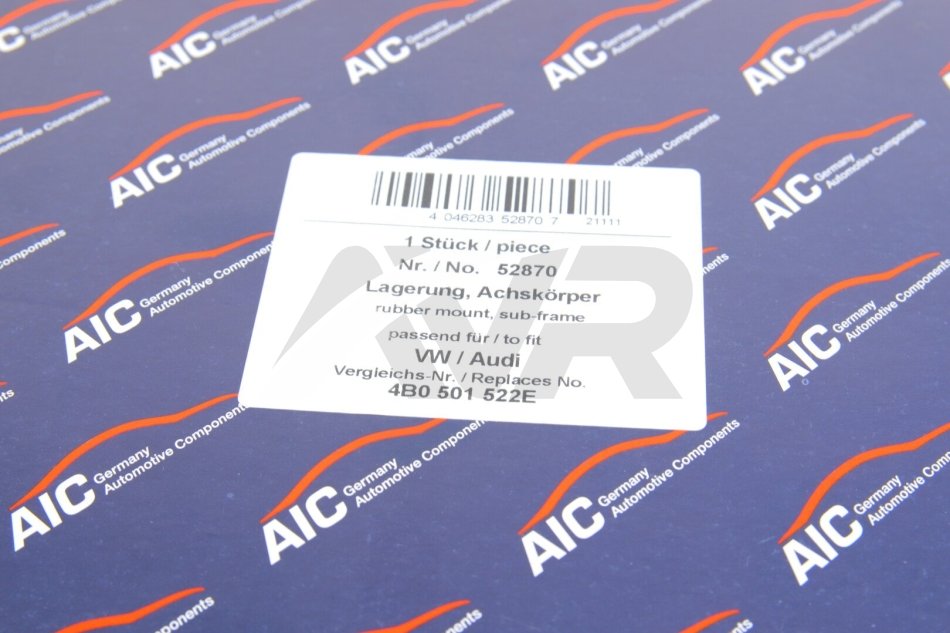 4 046283 52870 7 21111
1 Stück / piece
Nr. / No. 52870
Lagerung, Achskörper
rubber mount, sub-frame
passend für / to fit
VW / Audi
Vergleichs-Nr. / Replaces No.
4B0 501 522E
AIC Germany
Automotive Components